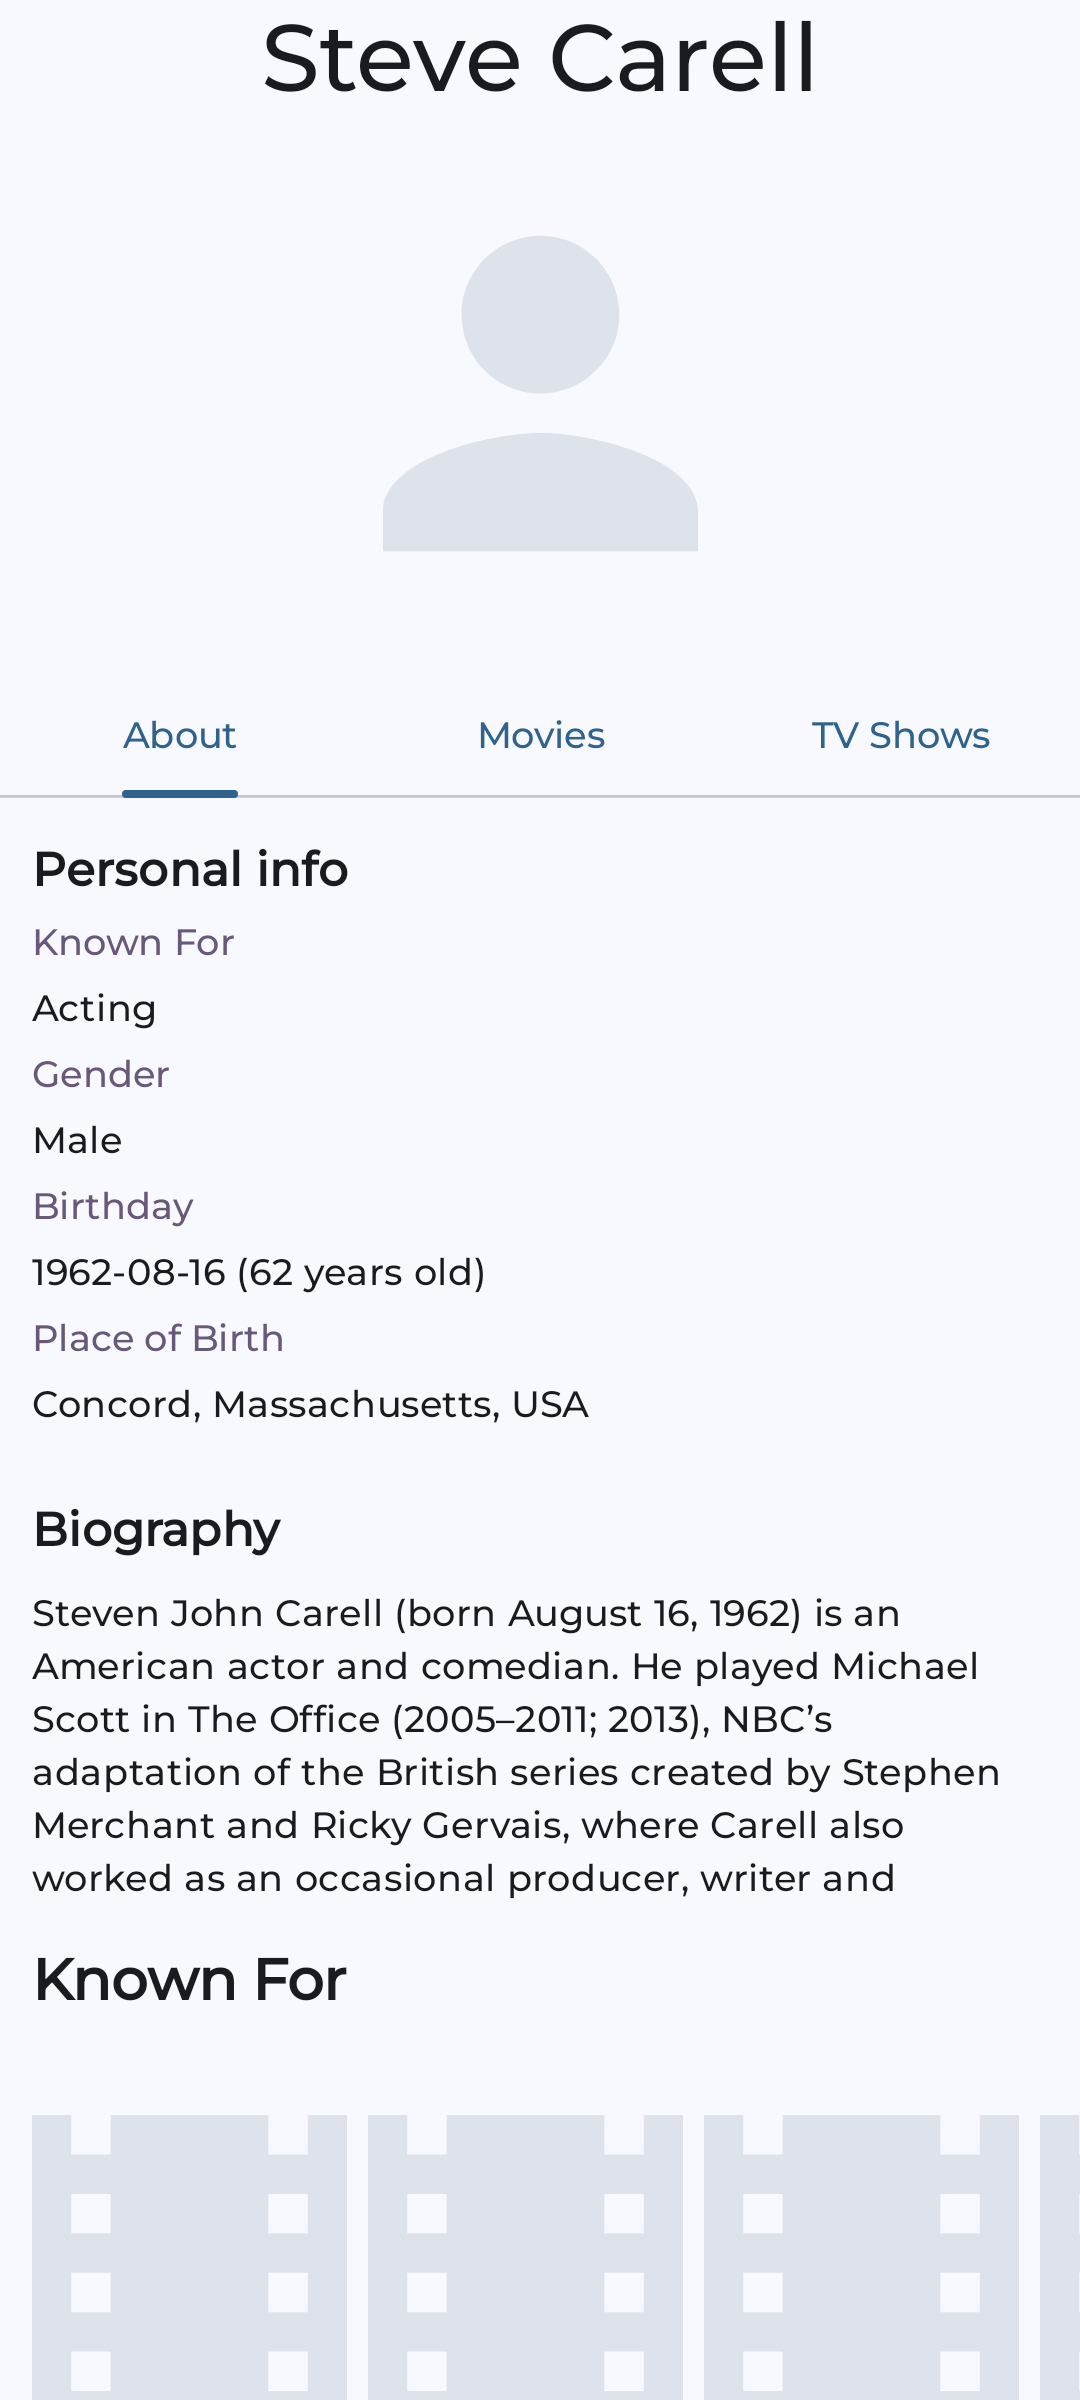 Steve Carell
About
Movies
TV Shows
Personal info
Known For
Acting
Gender
Male
Birthday
1962-08-16 (62 years old)
Place of Birth
Concord, Massachusetts, USA
Biography
Steven John Carell (born August 16, 1962) is an
American actor and comedian. He played Michael
Scott in The Office (2005–2011; 2013), NBC’s
adaptation of the British series created by Stephen
Merchant and Ricky Gervais, where Carell also
worked as an occasional producer, writer and
Known For